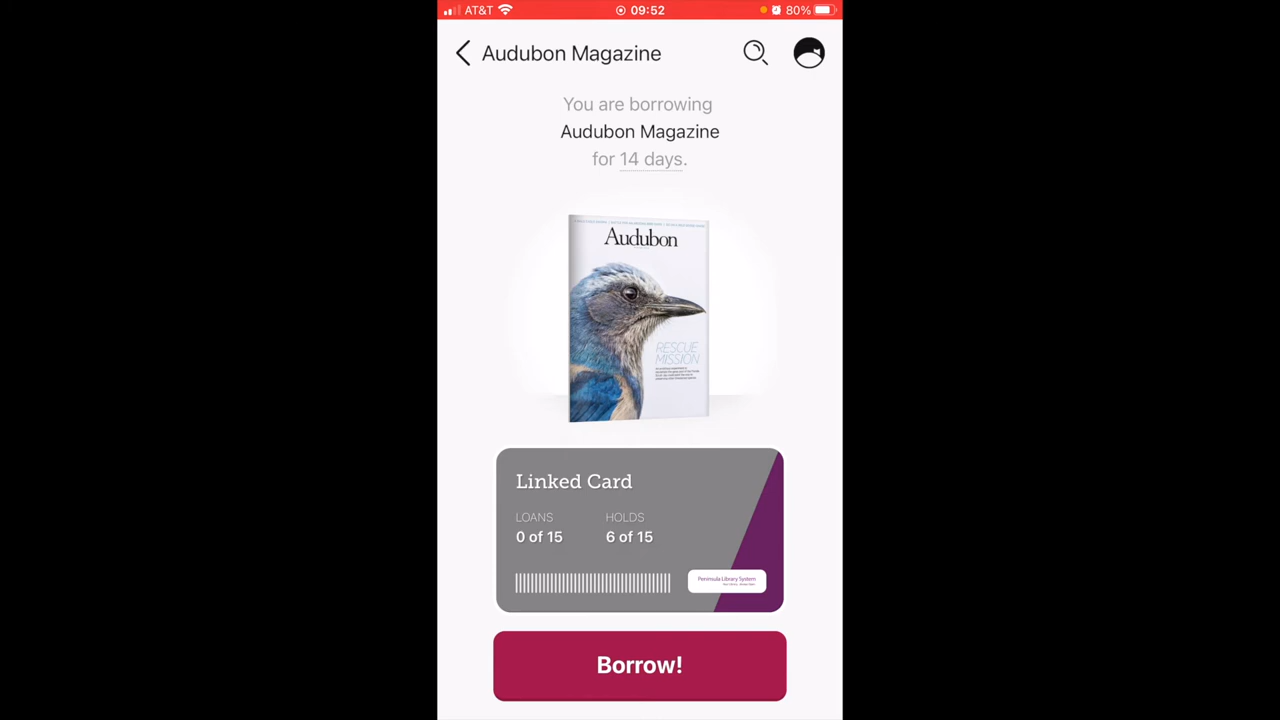 AT&T 09:52 80%
Audubon Magazine
You are borrowing
Audubon Magazine
for 14 days.
Audubon
RESCUE
MISSION
Linked Card
LOANS HOLDS
0 of 15 6 of 15
Peninsula Library System
Borrow!